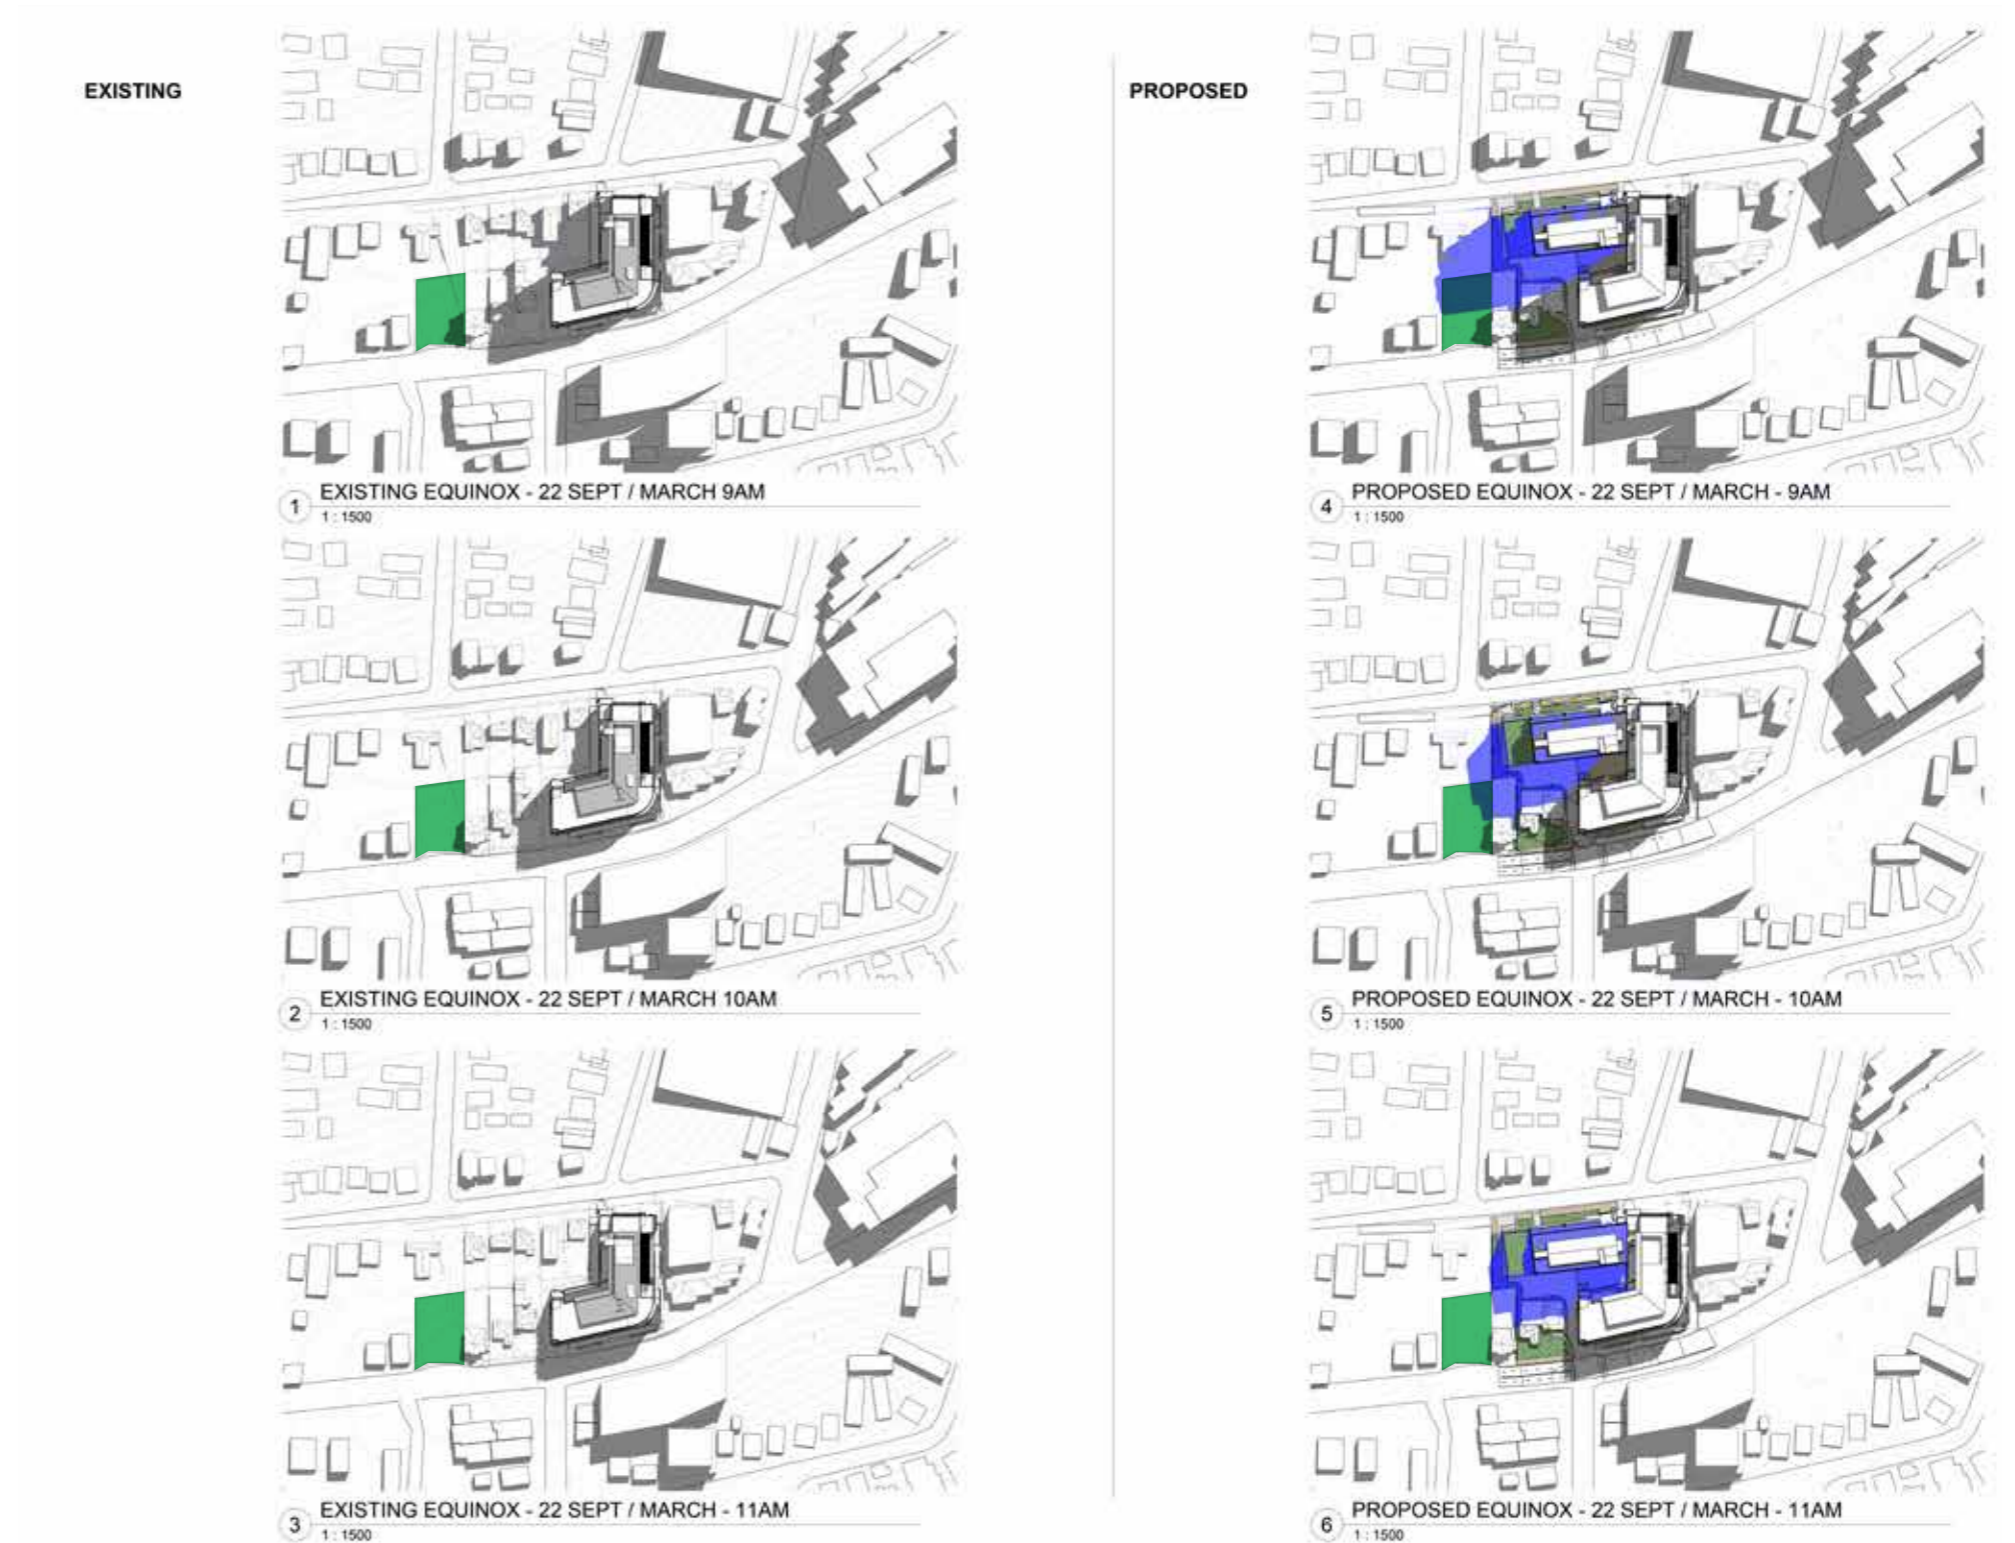 EXISTING
1
EXISTING EQUINOX - 22 SEPT / MARCH 9AM
1 : 1500
2
EXISTING EQUINOX - 22 SEPT / MARCH 10AM
1 : 1500
3
EXISTING EQUINOX - 22 SEPT / MARCH - 11AM
1 : 1500
PROPOSED
4
PROPOSED EQUINOX - 22 SEPT / MARCH - 9AM
1 : 1500
5
PROPOSED EQUINOX - 22 SEPT / MARCH - 10AM
1 : 1500
6
PROPOSED EQUINOX - 22 SEPT / MARCH - 11AM
1 : 1500